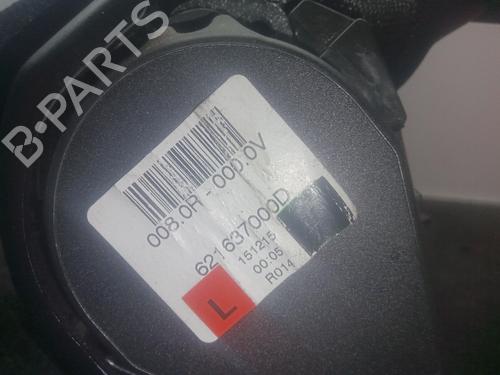 B-PARTS
008.0R - 000.0V
621637000D
151215
00:05
R014
L